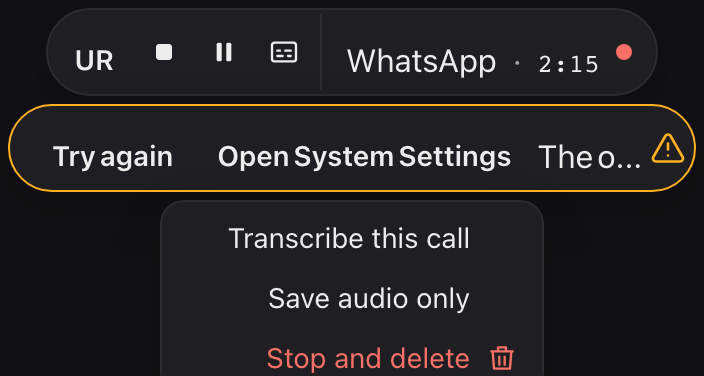 UR WhatsApp · 2:15
Try again Open System Settings The o...
Transcribe this call
Save audio only
Stop and delete